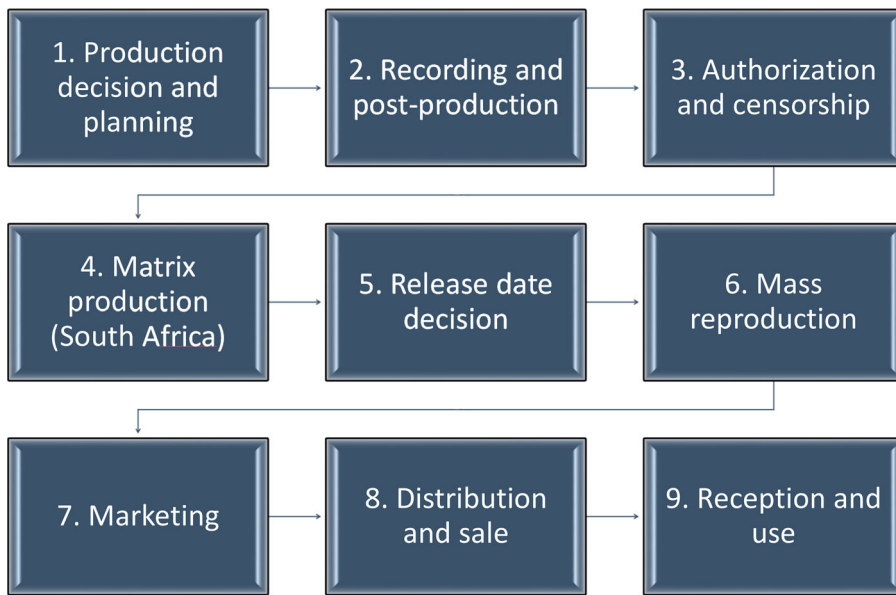 1. Production
decision and
planning
2. Recording and
post-production
3. Authorization
and censorship
4. Matrix
production
(South Africa)
5. Release date
decision
6. Mass
reproduction
7. Marketing
8. Distribution
and sale
9. Reception and
use